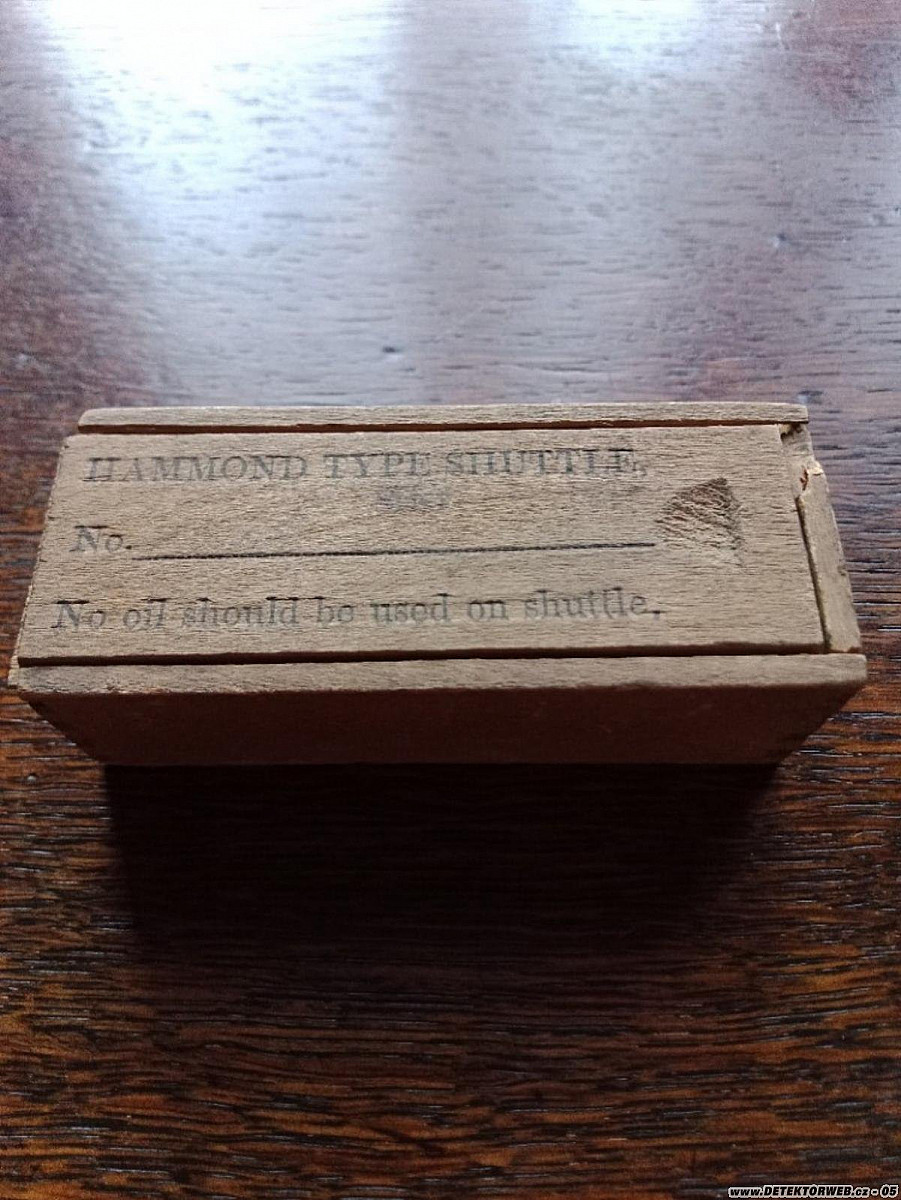 HAMMOND TYPE SHUTTLE,
No.
No oil should be used on shuttle.
www.DETEKTORWEB.cz - 05